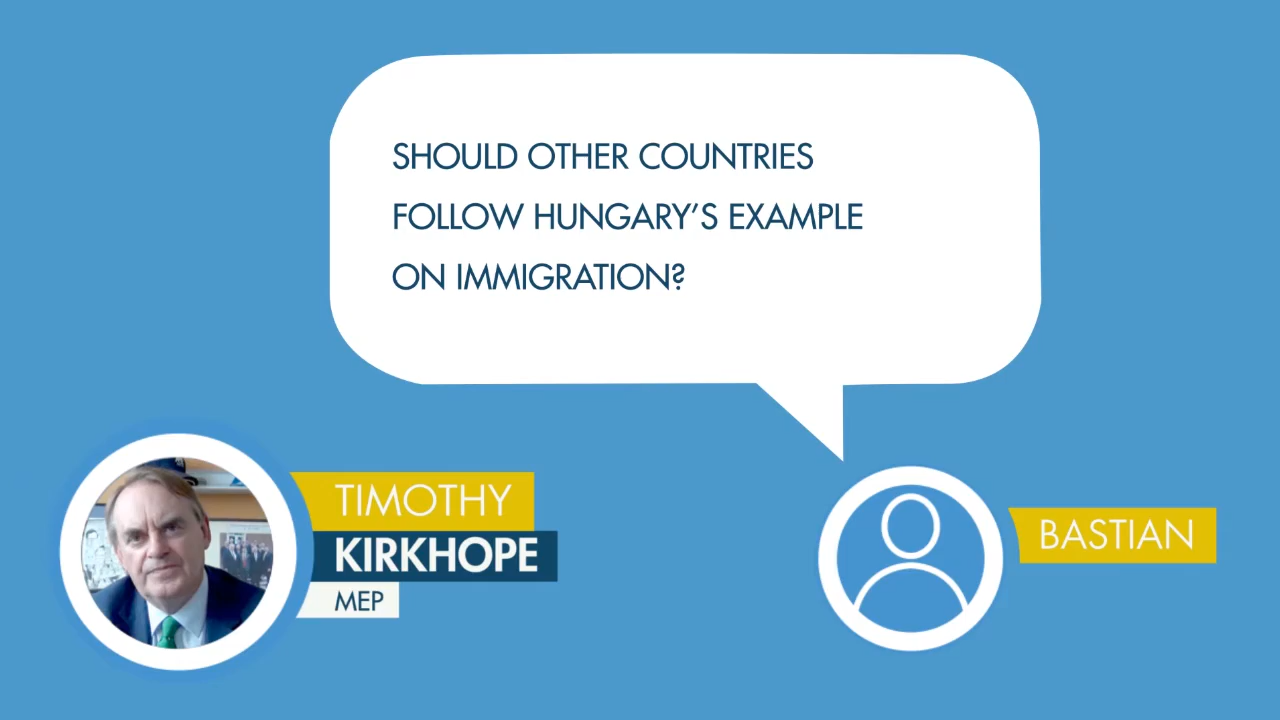 SHOULD OTHER COUNTRIES
FOLLOW HUNGARY'S EXAMPLE
ON IMMIGRATION?
TIMOTHY
KIRKHOPE
MEP
BASTIAN